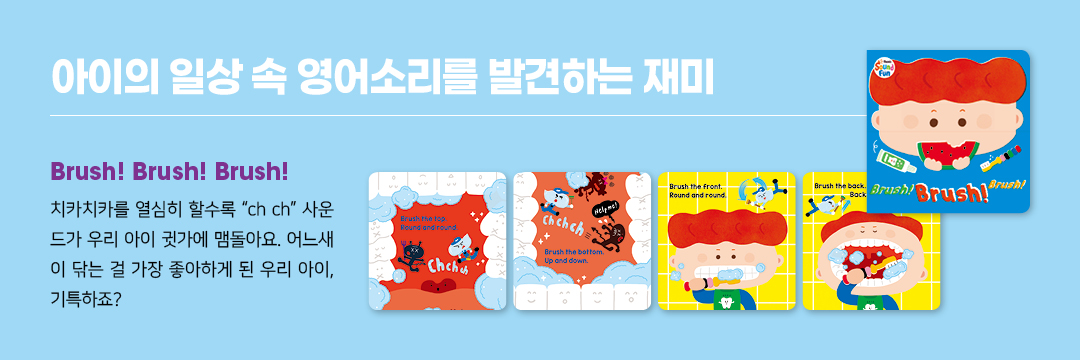 아이의 일상 속 영어소리를 발견하는 재미
Brush! Brush! Brush!
치카치카를 열심히 할수록 “ch ch” 사운
드가 우리 아이 귓가에 맴돌아요. 어느새
이 닦는 걸 가장 좋아하게 된 우리 아이,
기특하죠?
Brush the top.
Round and round.
Ch ch ch
Help me!
Ch ch ch
Brush the bottom.
Up and down.
Brush the front.
Round and round.
Brush the back.
Back
Sound
Fun
Brush!
Brush!
Brush!